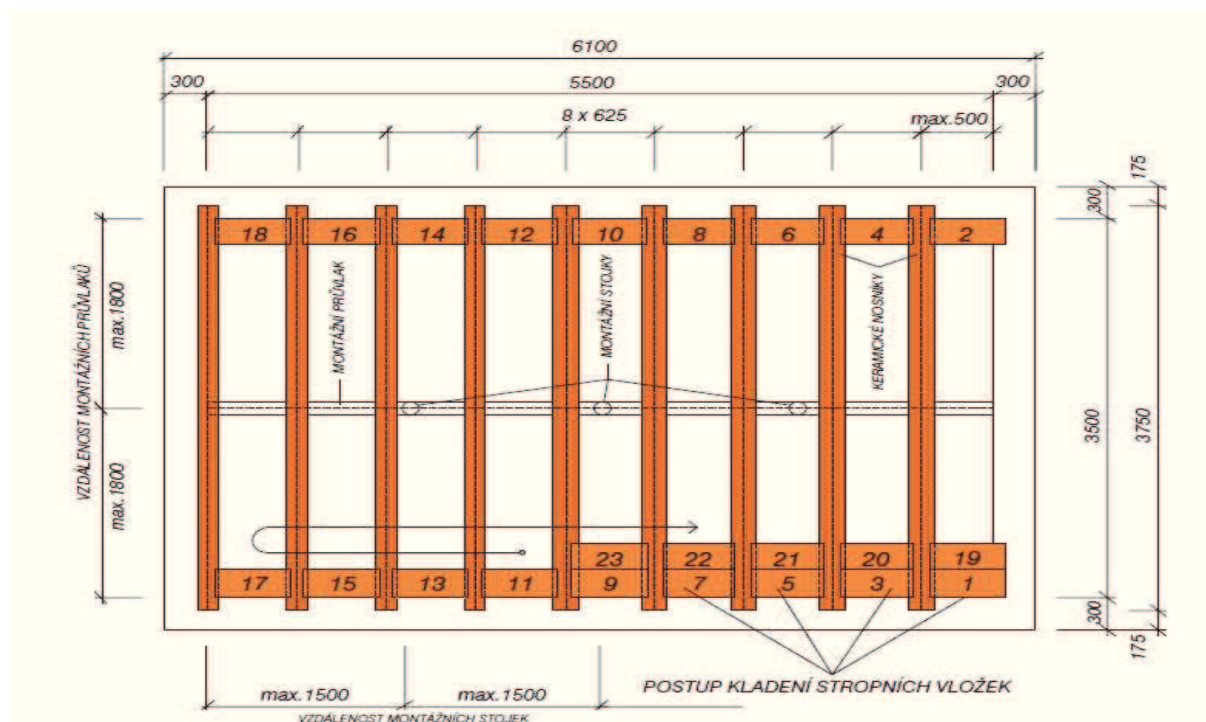 6100
300 5500 300
8 x 625 max.500
175
300
18 16 14 12 10 8 6 4 2
VZDÁLENOST MONTÁŽNÍCH PRŮVLAKŮ
max.1800
max.1800
MONTÁŽNÍ PRŮVLAK
MONTÁŽNÍ STOJKY
KERAMICKÉ NOSNÍKY
3500
3750
23 22 21 20 19
17 15 13 11 9 7 5 3 1
300
175
max.1500 max.1500
POSTUP KLADENÍ STROPNÍCH VLOŽEK
VZDÁLENOST MONTÁŽNÍCH STOJEK